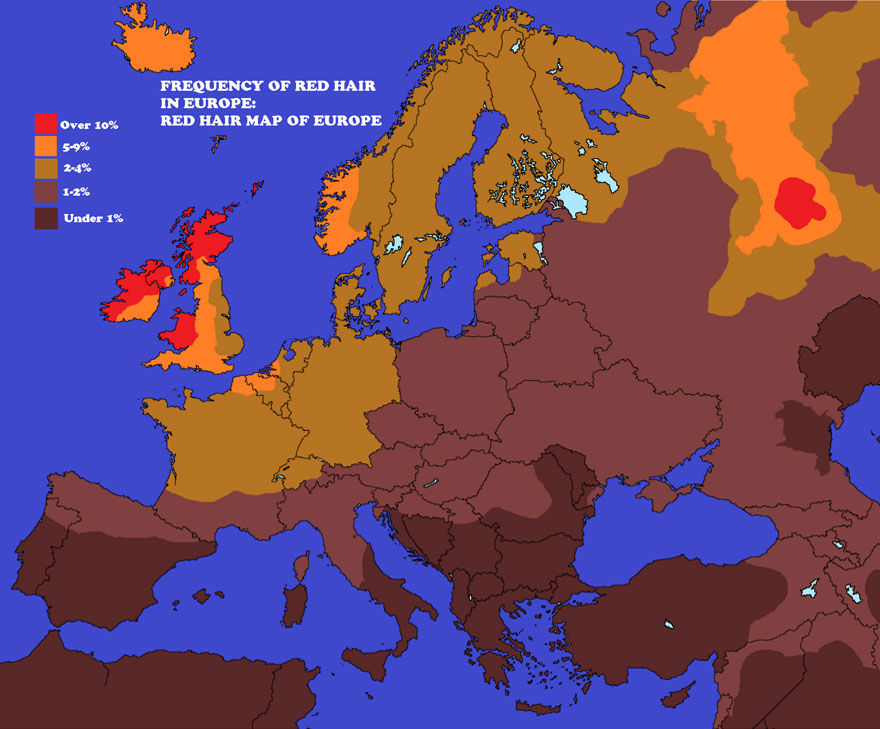 FREQUENCY OF RED HAIR
IN EUROPE:
RED HAIR MAP OF EUROPE
Over 10%
5-9%
2-4%
1-2%
Under 1%